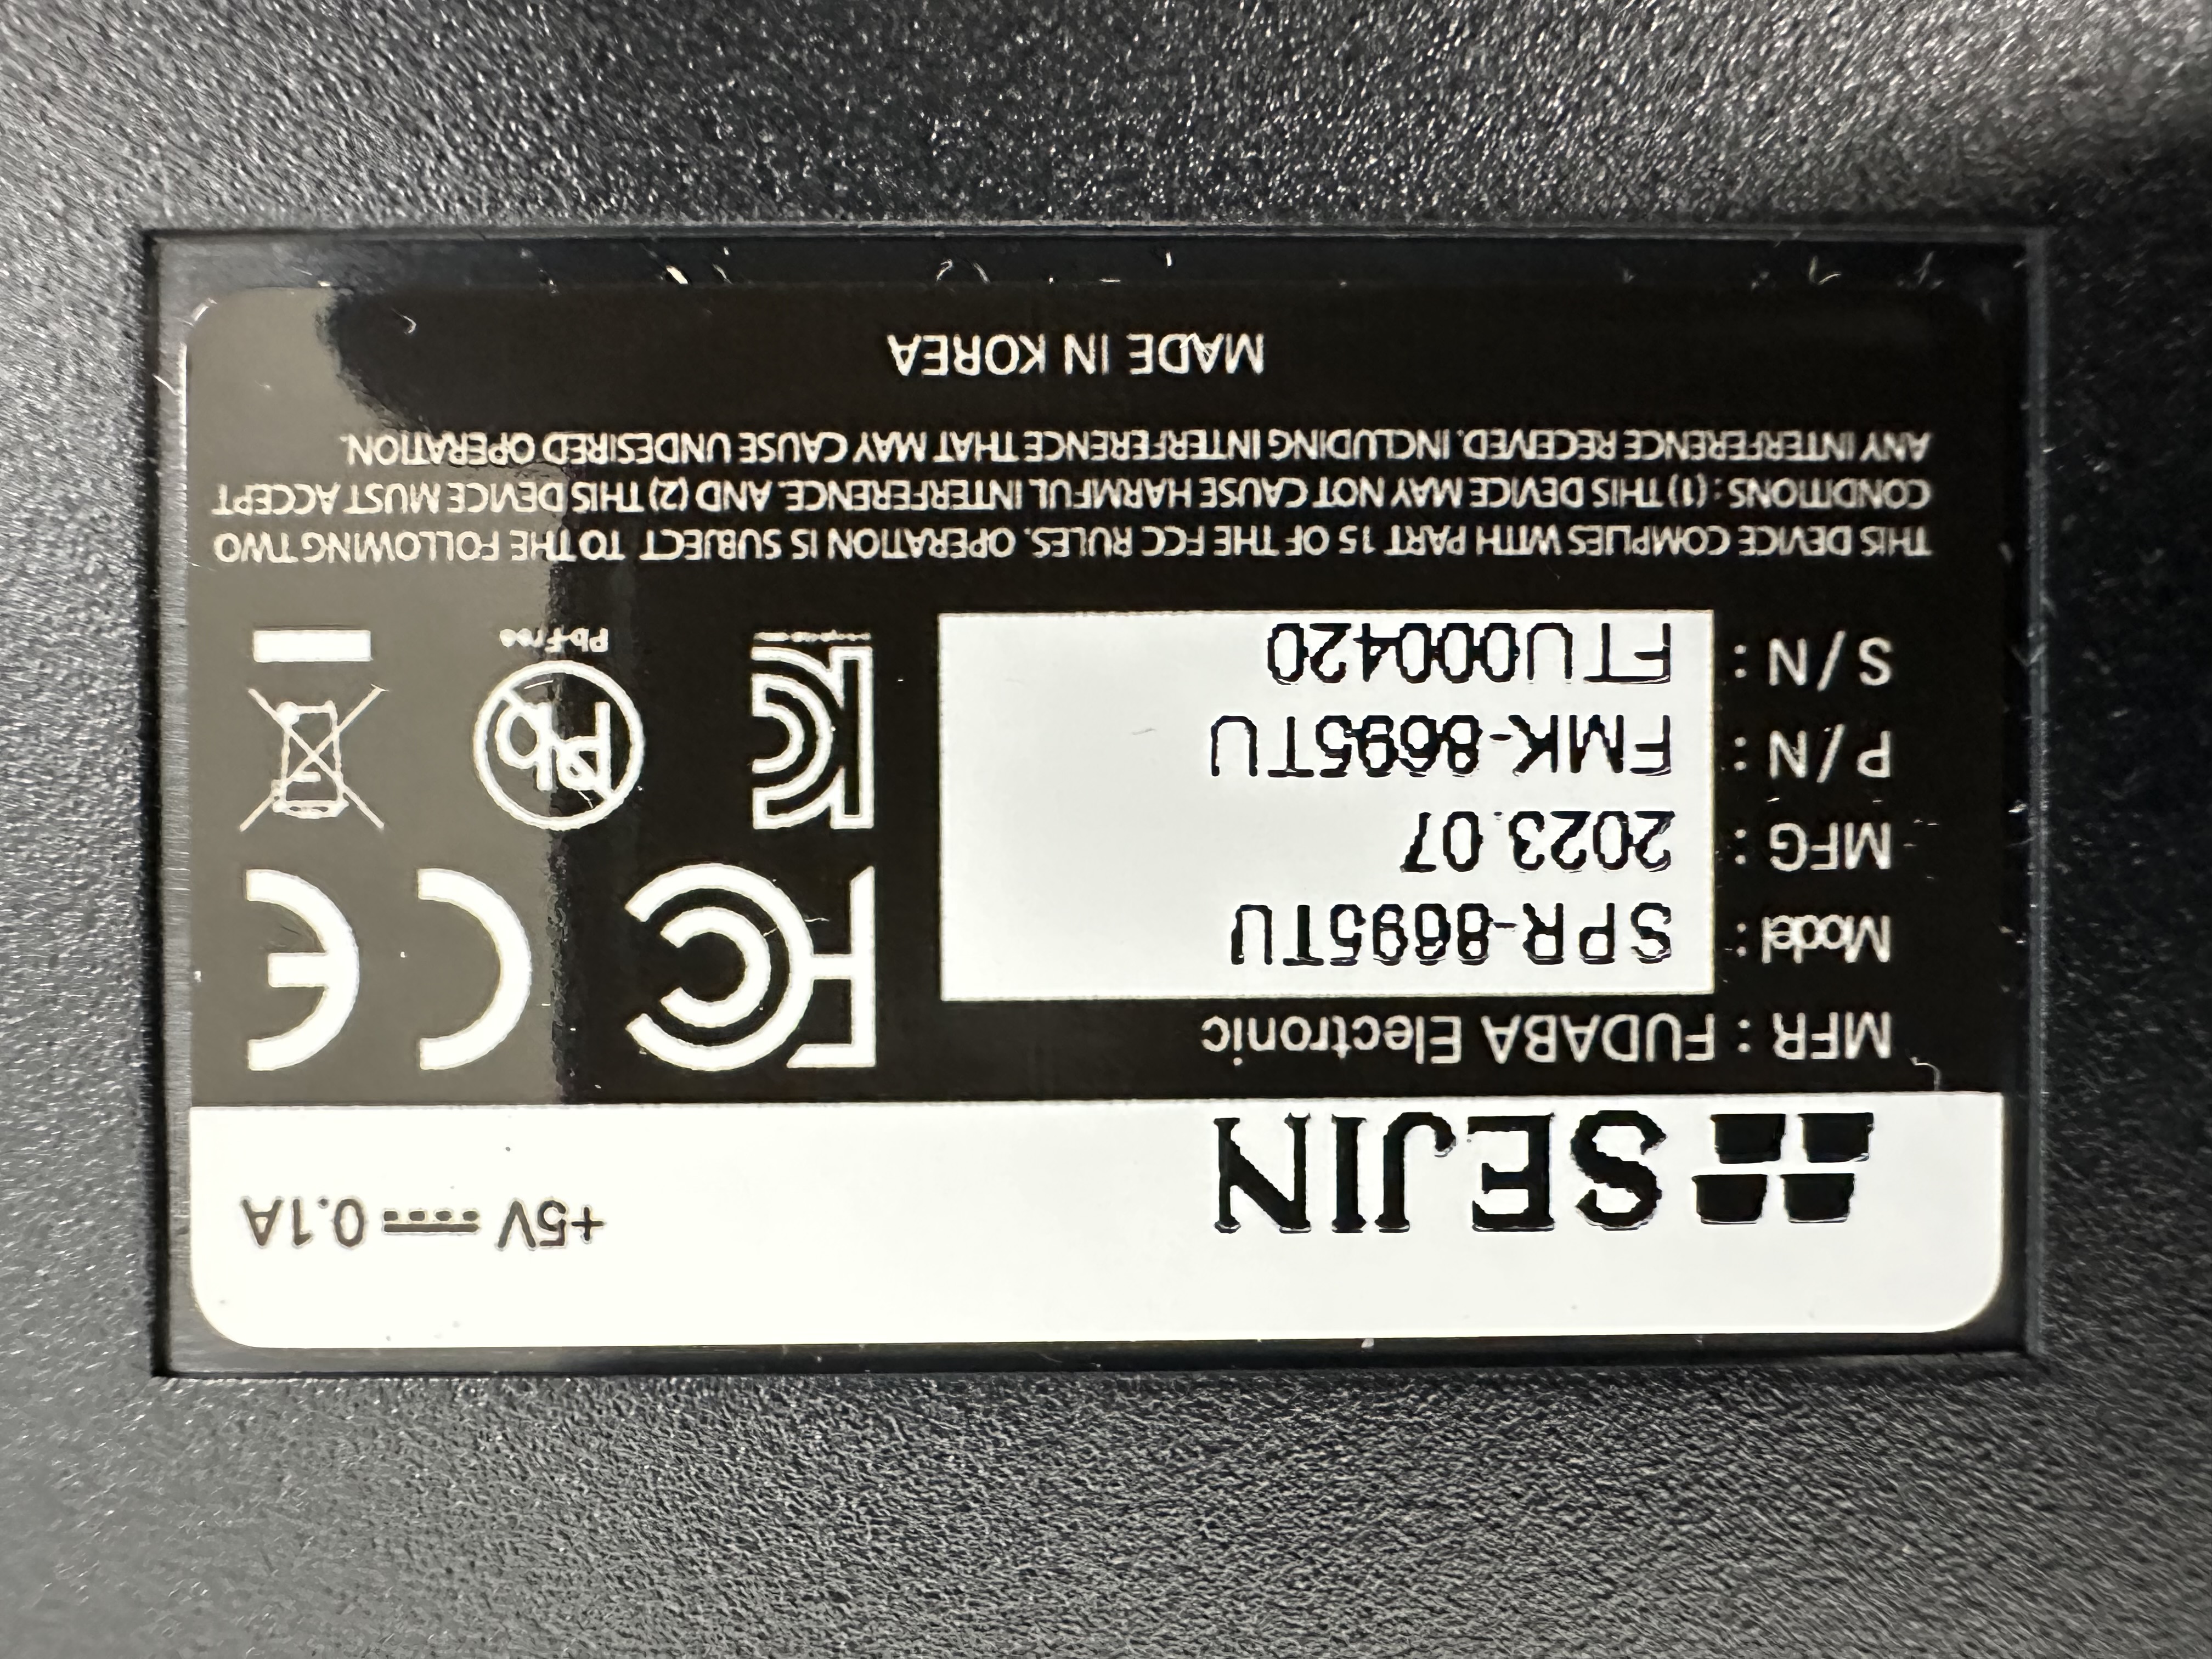 SEJIN
+5V 0.1A
MFR : FUDABA Electronic
Model : SPR-8695TU
MFG : 2023.07
P/N : FMK-8695TU
S/N : FTU000420
FC CE
Pb
Pb-Free
THIS DEVICE COMPLIES WITH PART 15 OF THE FCC RULES. OPERATION IS SUBJECT TO THE FOLLOWING TWO
CONDITIONS : (1) THIS DEVICE MAY NOT CAUSE HARMFUL INTERFERENCE. AND (2) THIS DEVICE MUST ACCEPT
ANY INTERFERENCE RECEIVED. INCLUDING INTERFERENCE THAT MAY CAUSE UNDESIRED OPERATION.
MADE IN KOREA